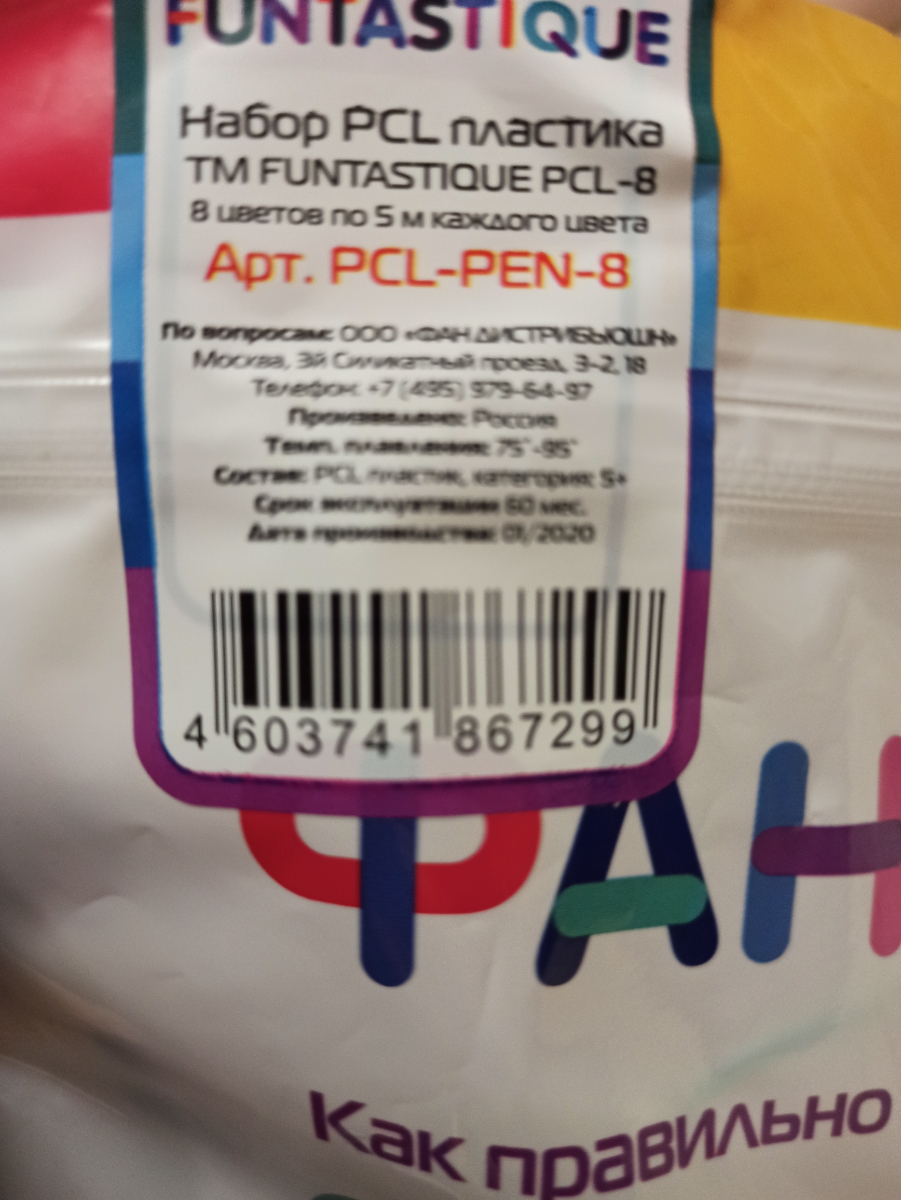 FUNTASTIQUE
Набор PCL пластика
ТМ FUNTASTIQUE PCL-8
8 цветов по 5 м каждого цвета
Арт. PCL-PEN-8
По вопросам: ООО «ФАН ДИСТРИБЬЮШН»
Москва, 3й Силикатный проезд, 3-2, 18
Телефон: +7 (495) 979-64-97
Произведено: Россия
Темп. плавления: 75°-95°
Состав: PCL пластик, категория: 5+
Срок эксплуатации 60 мес.
Дата производства: 01/2020
4 603741 867299
ФАН
Как правильно